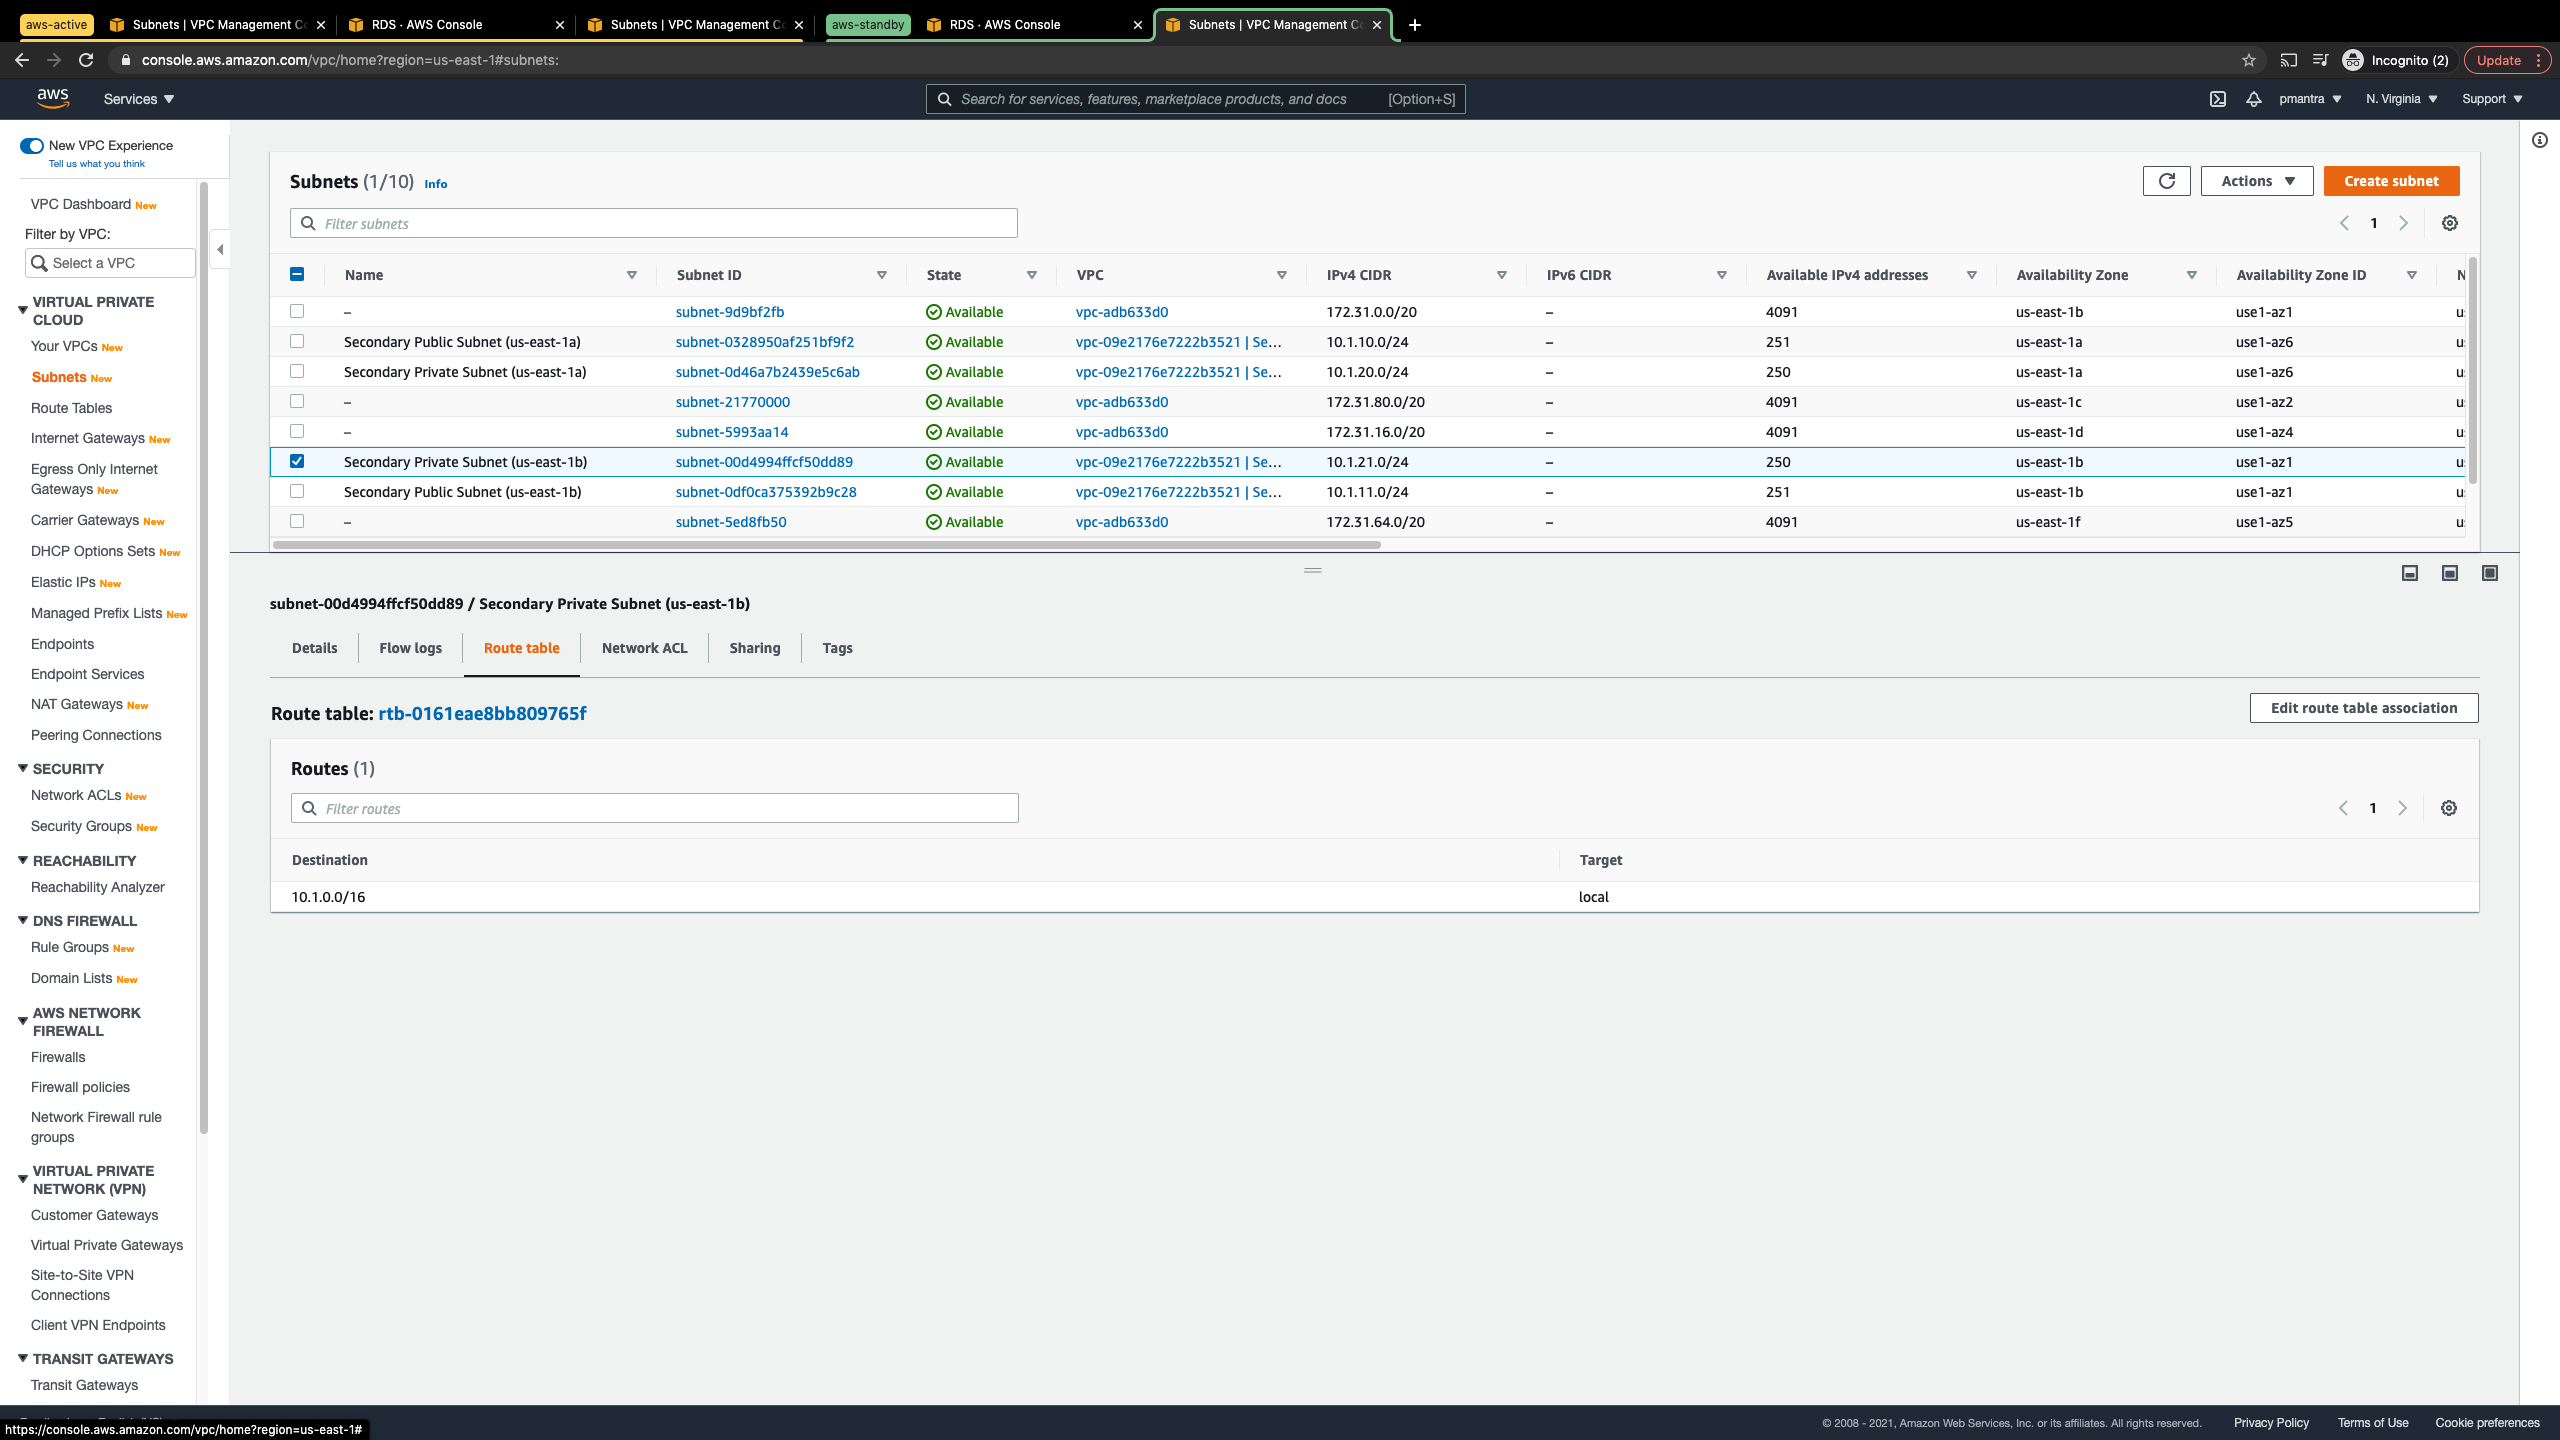 aws-active
Subnets | VPC Management Co
RDS · AWS Console
Subnets | VPC Management Co
aws-standby
RDS · AWS Console
Subnets | VPC Management Co
console.aws.amazon.com/vpc/home?region=us-east-1#subnets:
Incognito (2)
Update
aws
Services
Search for services, features, marketplace products, and docs
[Option+S]
pmantra
N. Virginia
Support
New VPC Experience
Tell us what you think
VPC Dashboard New
Filter by VPC:
Select a VPC
VIRTUAL PRIVATE
CLOUD
Your VPCs New
Subnets New
Route Tables
Internet Gateways New
Egress Only Internet
Gateways New
Carrier Gateways New
DHCP Options Sets New
Elastic IPs New
Managed Prefix Lists New
Endpoints
Endpoint Services
NAT Gateways New
Peering Connections
SECURITY
Network ACLs New
Security Groups New
REACHABILITY
Reachability Analyzer
DNS FIREWALL
Rule Groups New
Domain Lists New
AWS NETWORK
FIREWALL
Firewalls
Firewall policies
Network Firewall rule
groups
VIRTUAL PRIVATE
NETWORK (VPN)
Customer Gateways
Virtual Private Gateways
Site-to-Site VPN
Connections
Client VPN Endpoints
TRANSIT GATEWAYS
Transit Gateways
Subnets (1/10) Info
Actions
Create subnet
Filter subnets
1
Name Subnet ID State VPC IPv4 CIDR IPv6 CIDR Available IPv4 addresses Availability Zone Availability Zone ID N
– subnet-9d9bf2fb Available vpc-adb633d0 172.31.0.0/20 – 4091 us-east-1b use1-az1 u
Secondary Public Subnet (us-east-1a) subnet-0328950af251bf9f2 Available vpc-09e2176e7222b3521 | Se... 10.1.10.0/24 – 251 us-east-1a use1-az6 u
Secondary Private Subnet (us-east-1a) subnet-0d46a7b2439e5c6ab Available vpc-09e2176e7222b3521 | Se... 10.1.20.0/24 – 250 us-east-1a use1-az6 u
– subnet-21770000 Available vpc-adb633d0 172.31.80.0/20 – 4091 us-east-1c use1-az2 u
– subnet-5993aa14 Available vpc-adb633d0 172.31.16.0/20 – 4091 us-east-1d use1-az4 u
Secondary Private Subnet (us-east-1b) subnet-00d4994ffcf50dd89 Available vpc-09e2176e7222b3521 | Se... 10.1.21.0/24 – 250 us-east-1b use1-az1 u
Secondary Public Subnet (us-east-1b) subnet-0df0ca375392b9c28 Available vpc-09e2176e7222b3521 | Se... 10.1.11.0/24 – 251 us-east-1b use1-az1 u
– subnet-5ed8fb50 Available vpc-adb633d0 172.31.64.0/20 – 4091 us-east-1f use1-az5 u
subnet-00d4994ffcf50dd89 / Secondary Private Subnet (us-east-1b)
Details
Flow logs
Route table
Network ACL
Sharing
Tags
Route table: rtb-0161eae8bb809765f
Edit route table association
Routes (1)
Filter routes
1
Destination Target
10.1.0.0/16 local
https://console.aws.amazon.com/vpc/home?region=us-east-1#
© 2008 - 2021, Amazon Web Services, Inc. or its affiliates. All rights reserved.
Privacy Policy
Terms of Use
Cookie preferences